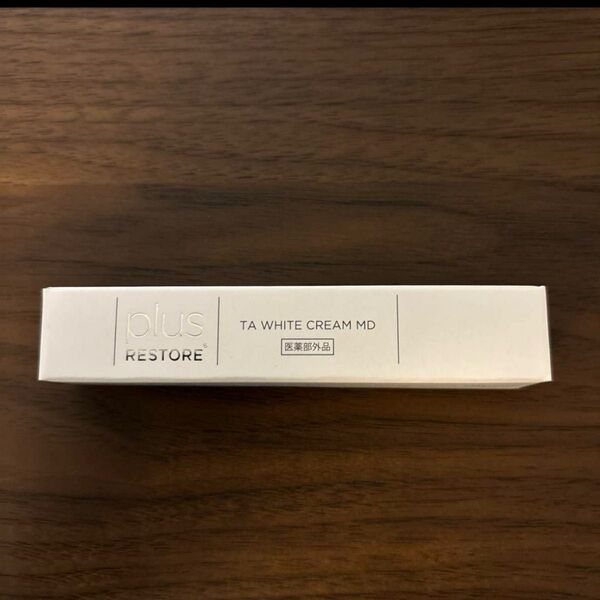 plus
RESTORE®
TA WHITE CREAM MD
医薬部外品